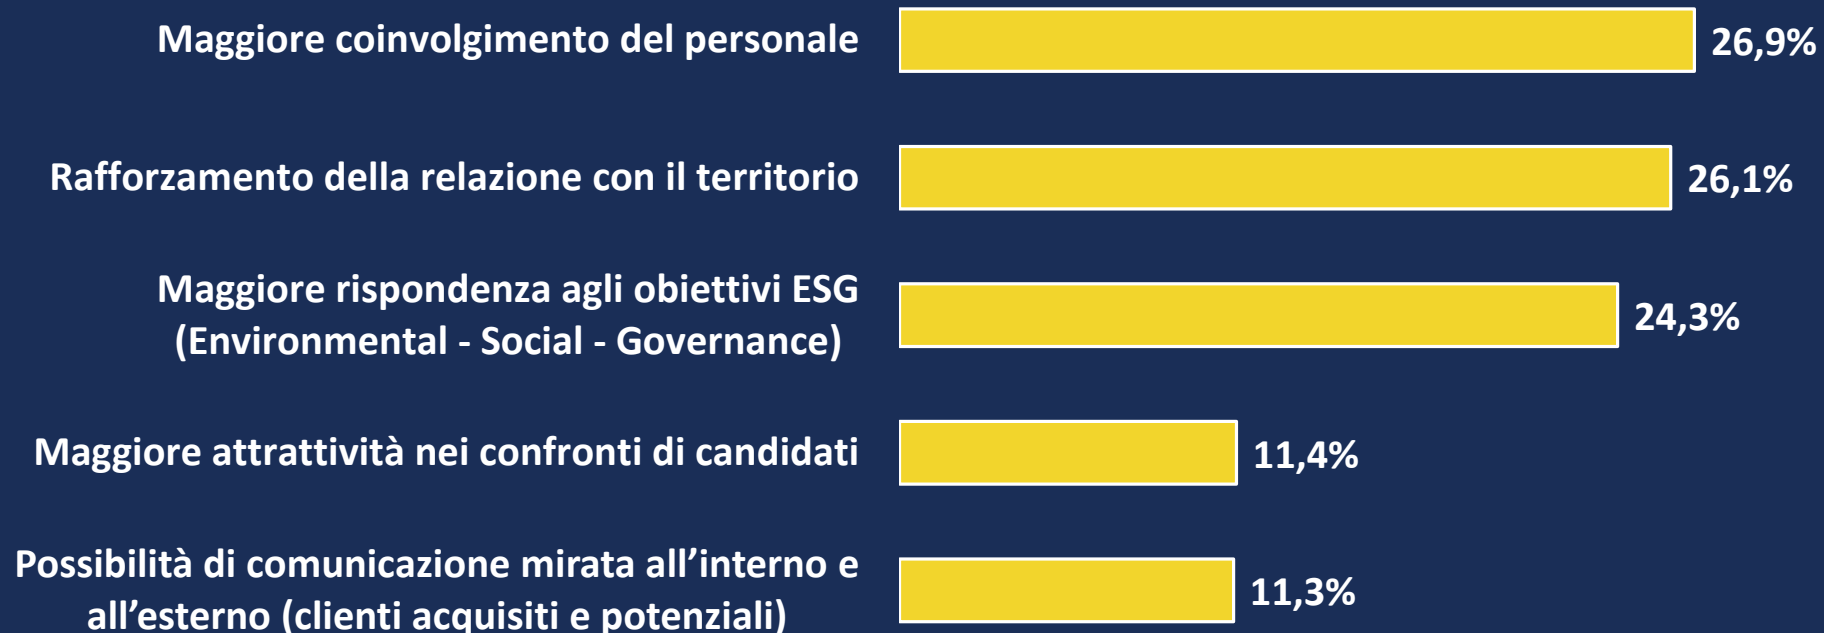 Maggiore coinvolgimento del personale 26,9%
Rafforzamento della relazione con il territorio 26,1%
Maggiore rispondenza agli obiettivi ESG
(Environmental - Social - Governance) 24,3%
Maggiore attrattività nei confronti di candidati 11,4%
Possibilità di comunicazione mirata all’interno e
all’esterno (clienti acquisiti e potenziali) 11,3%